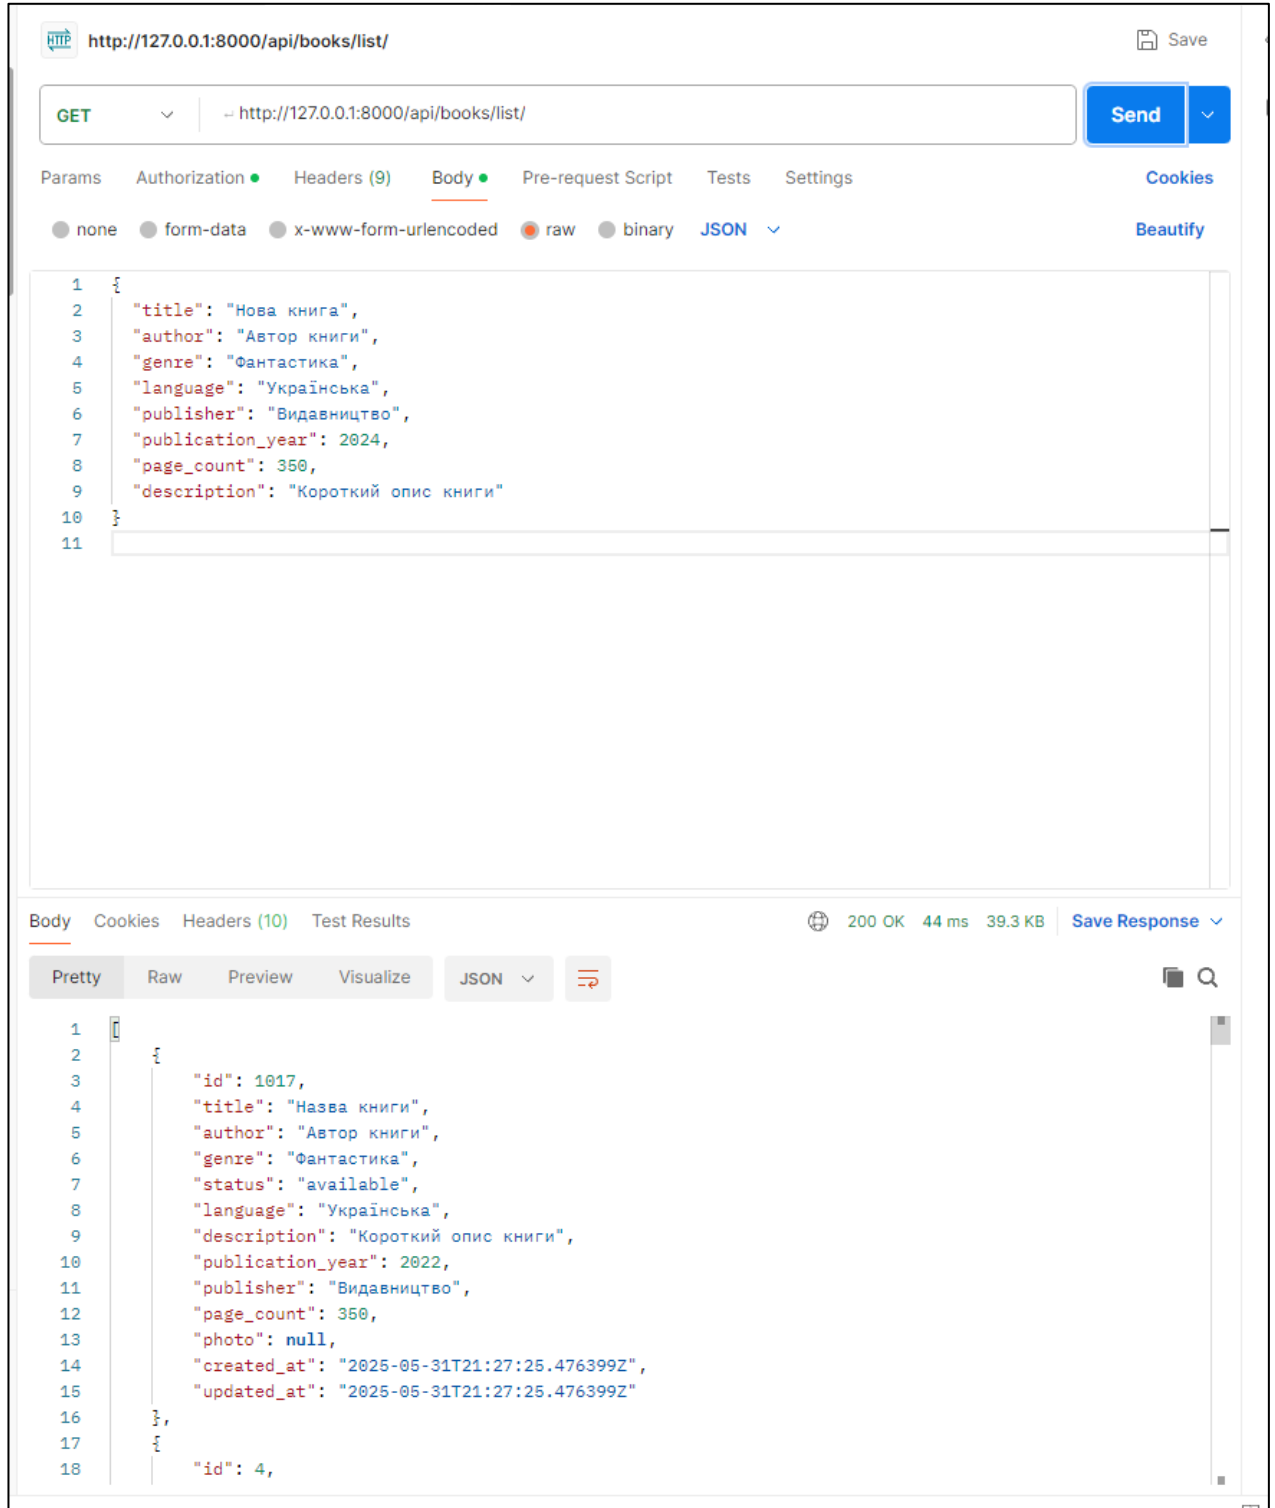 HTTP http://127.0.0.1:8000/api/books/list/ Save
GET http://127.0.0.1:8000/api/books/list/ Send
Params Authorization Headers (9) Body Pre-request Script Tests Settings Cookies
none form-data x-www-form-urlencoded raw binary JSON Beautify
1 {
2 "title": "Нова книга",
3 "author": "Автор книги",
4 "genre": "Фантастика",
5 "language": "Українська",
6 "publisher": "Видавництво",
7 "publication_year": 2024,
8 "page_count": 350,
9 "description": "Короткий опис книги"
10 }
11
Body Cookies Headers (10) Test Results 200 OK 44 ms 39.3 KB Save Response
Pretty Raw Preview Visualize JSON
1 [
2 {
3 "id": 1017,
4 "title": "Назва книги",
5 "author": "Автор книги",
6 "genre": "Фантастика",
7 "status": "available",
8 "language": "Українська",
9 "description": "Короткий опис книги",
10 "publication_year": 2022,
11 "publisher": "Видавництво",
12 "page_count": 350,
13 "photo": null,
14 "created_at": "2025-05-31T21:27:25.476399Z",
15 "updated_at": "2025-05-31T21:27:25.476399Z"
16 },
17 {
18 "id": 4,